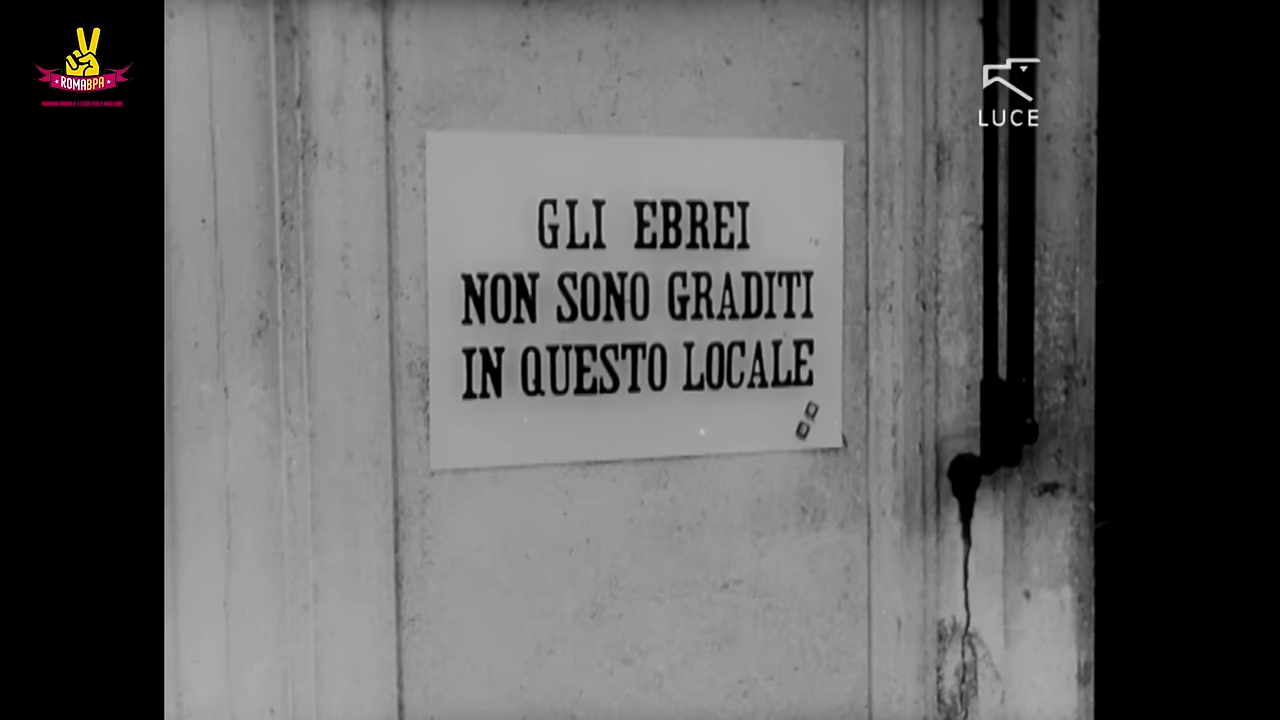 ROMABPA
LUCE
GLI EBREI
NON SONO GRADITI
IN QUESTO LOCALE